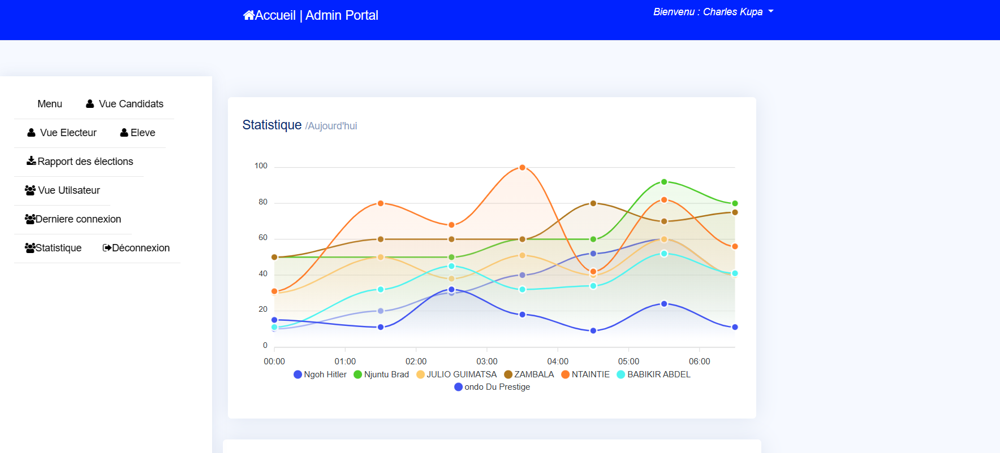 Accueil | Admin Portal
Bienvenu : Charles Kupa
Menu
Vue Candidats
Vue Electeur
Eleve
Rapport des élections
Vue Utilsateur
Derniere connexion
Statistique
Déconnexion
Statistique /Aujourd'hui
100
80
60
40
20
0
00:00 01:00 02:00 03:00 04:00 05:00 06:00
Ngoh Hitler Njuntu Brad JULIO GUIMATSA ZAMBALA NTAINTIE BABIKIR ABDEL
ondo Du Prestige